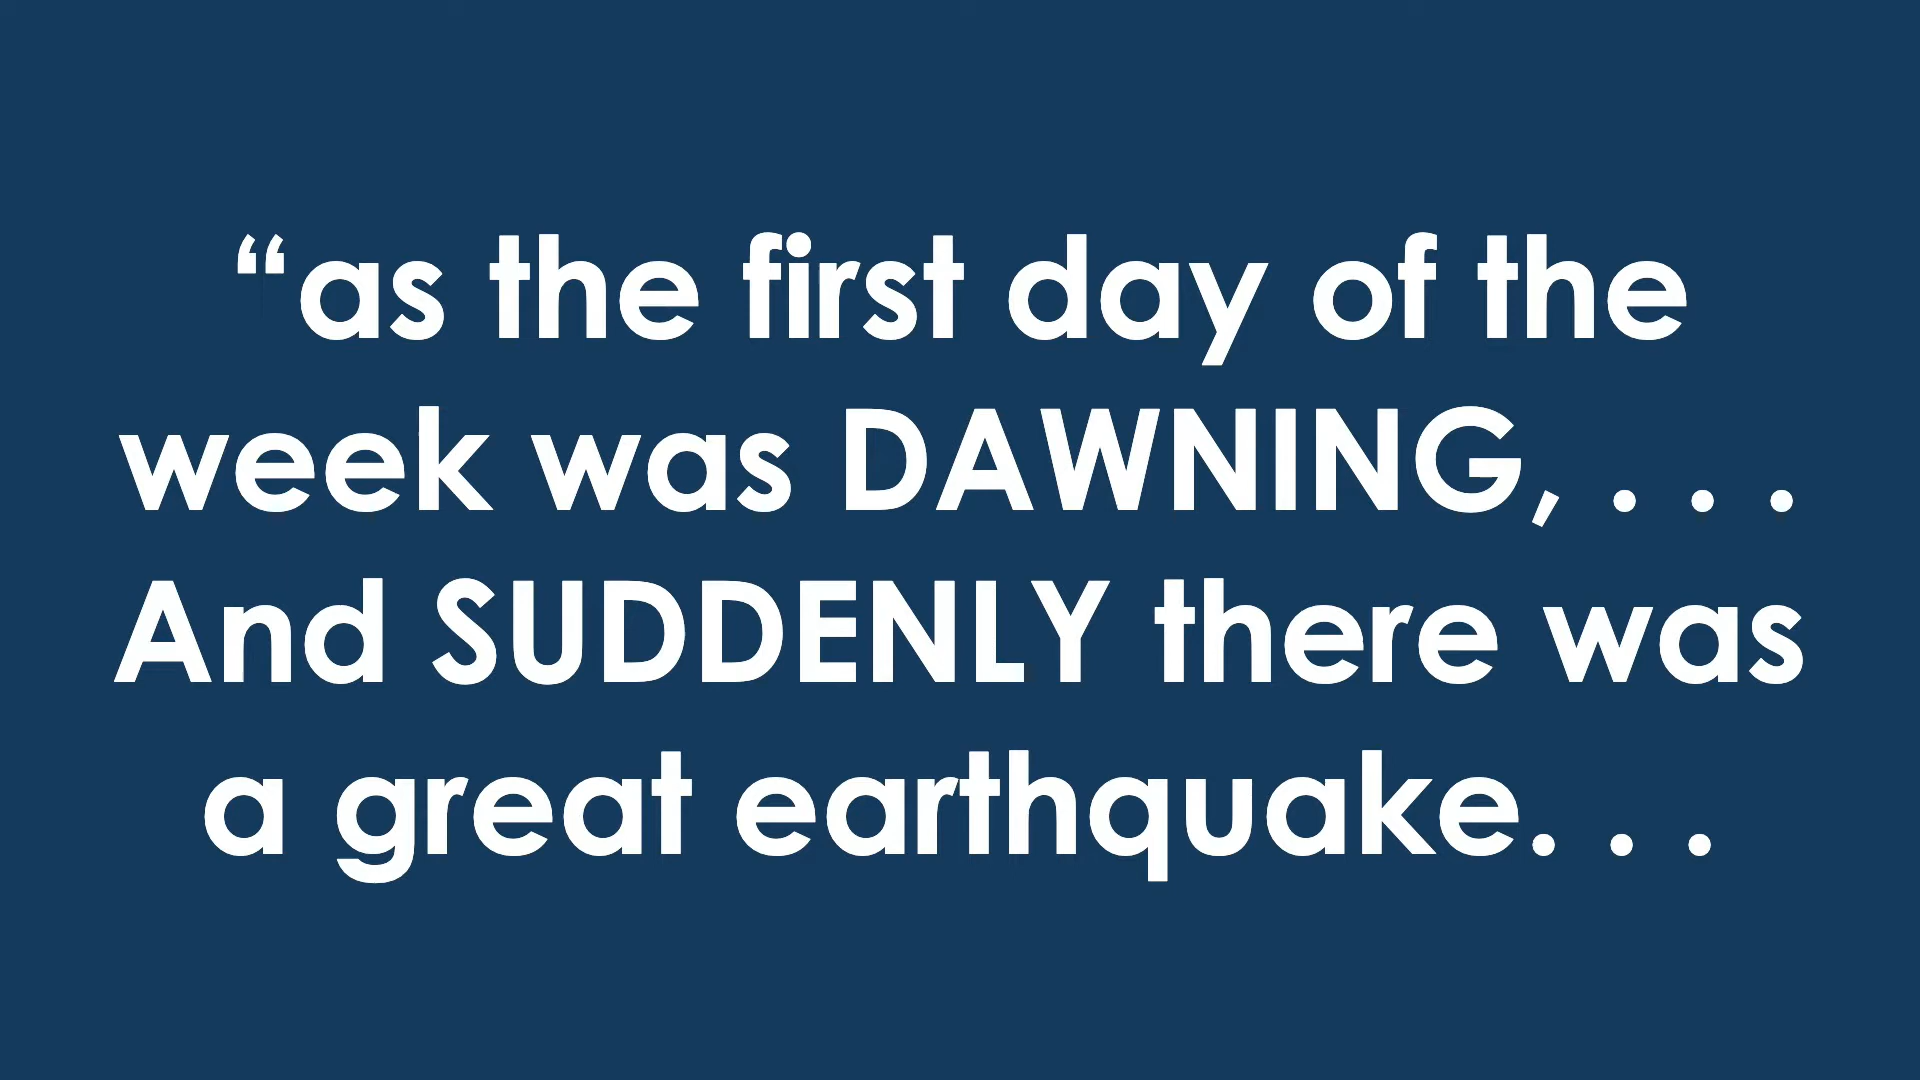 “as the first day of the
week was DAWNING, . . .
And SUDDENLY there was
a great earthquake. . .